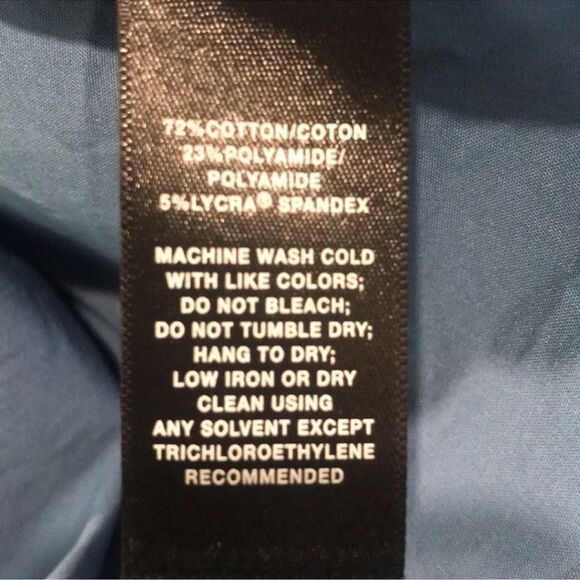 72%COTTON/COTON
23%POLYAMIDE/
POLYAMIDE
5%LYCRA® SPANDEX
MACHINE WASH COLD
WITH LIKE COLORS;
DO NOT BLEACH;
DO NOT TUMBLE DRY;
HANG TO DRY;
LOW IRON OR DRY
CLEAN USING
ANY SOLVENT EXCEPT
TRICHLOROETHYLENE
RECOMMENDED